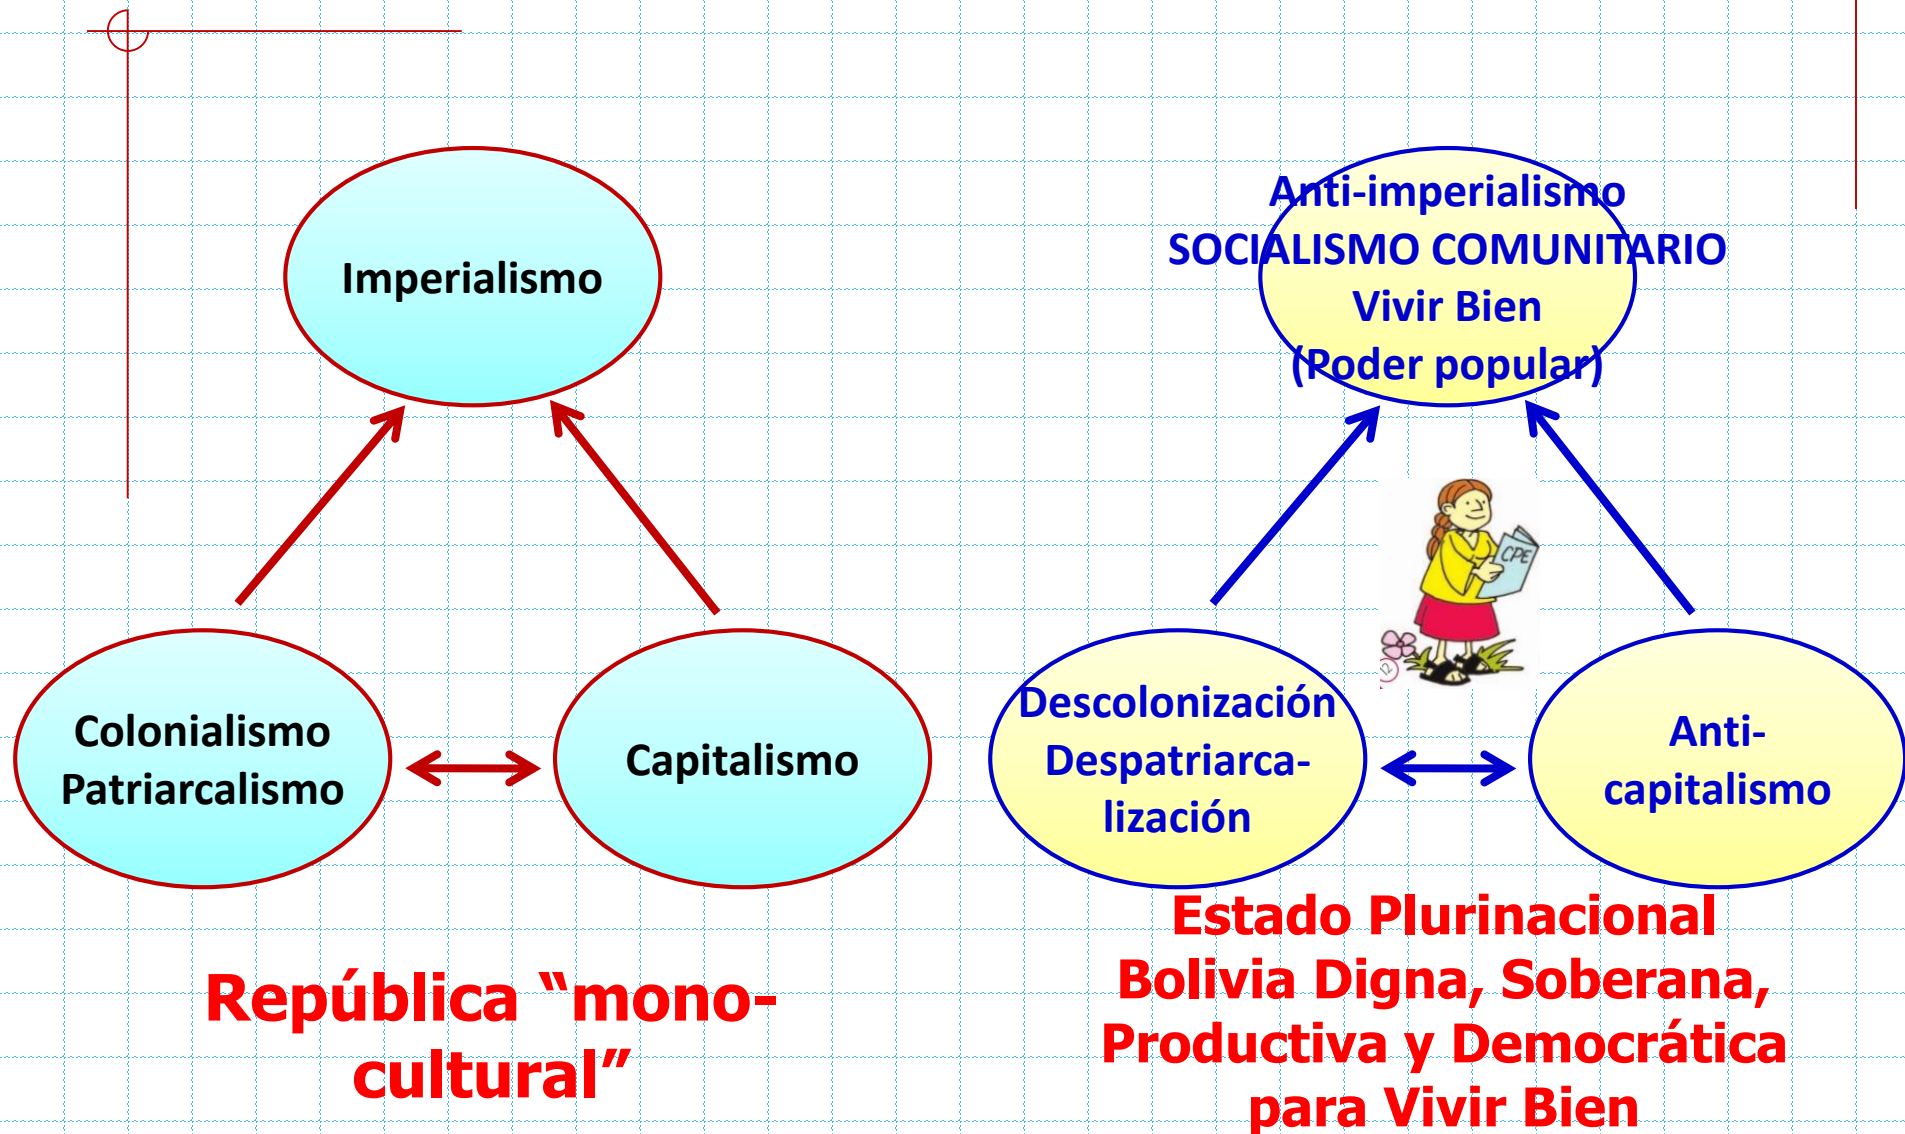 Imperialismo
Colonialismo
Patriarcalismo
Capitalismo
República “mono-
cultural”
Anti-imperialismo
SOCIALISMO COMUNITARIO
Vivir Bien
(Poder popular)
CPE
12
Descolonización
Despatriarca-
lización
Anti-
capitalismo
Estado Plurinacional
Bolivia Digna, Soberana,
Productiva y Democrática
para Vivir Bien